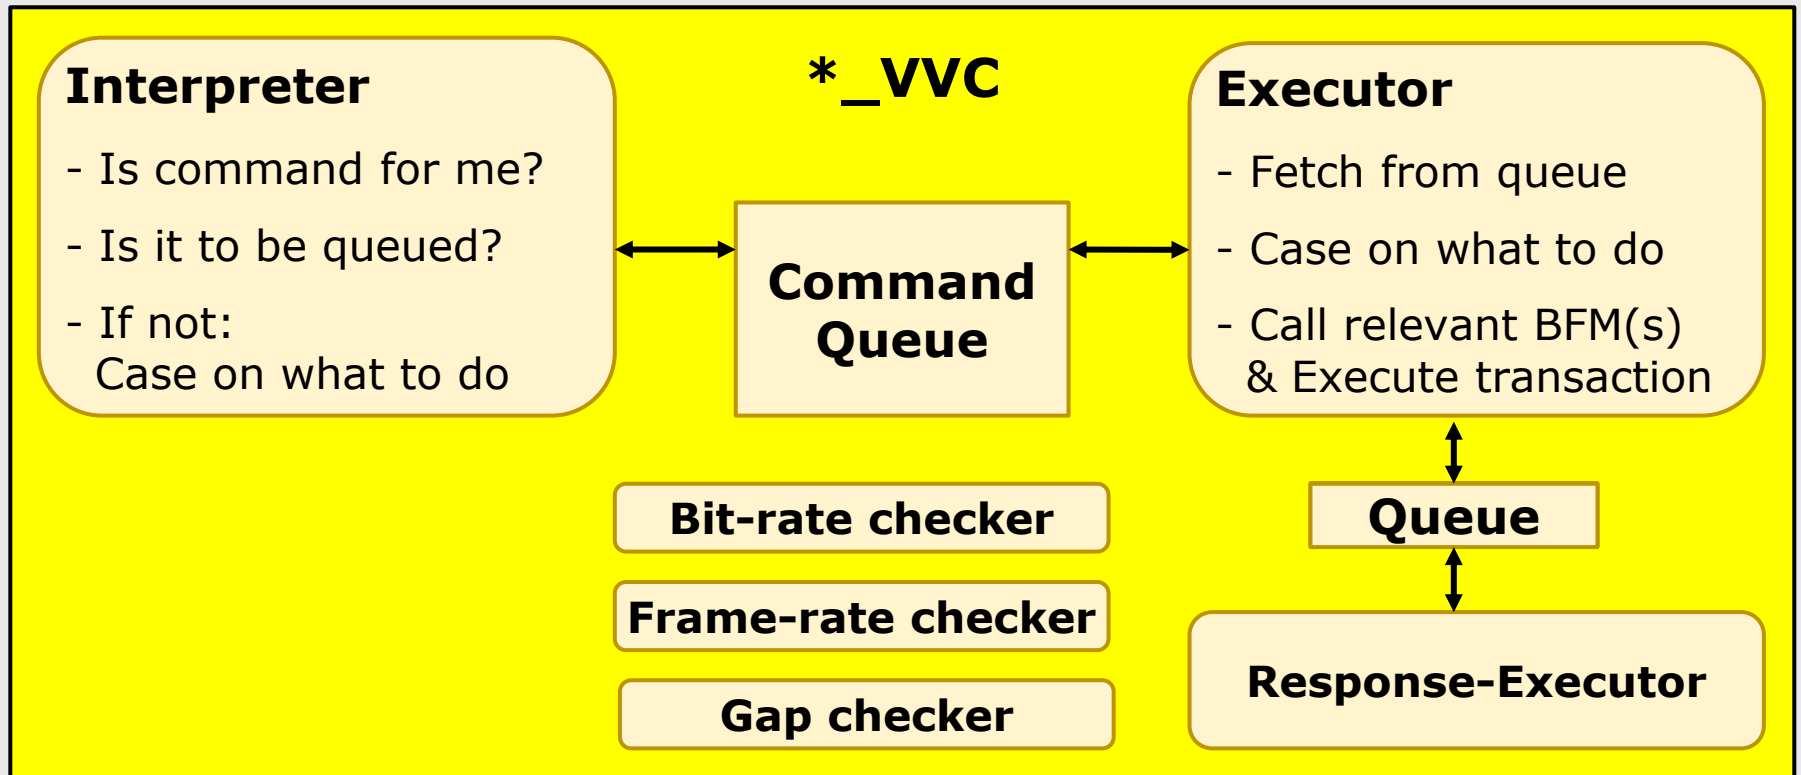 *_VVC
Interpreter
- Is command for me?
- Is it to be queued?
- If not:
Case on what to do
Command
Queue
Executor
- Fetch from queue
- Case on what to do
- Call relevant BFM(s)
& Execute transaction
Bit-rate checker
Frame-rate checker
Gap checker
Queue
Response-Executor